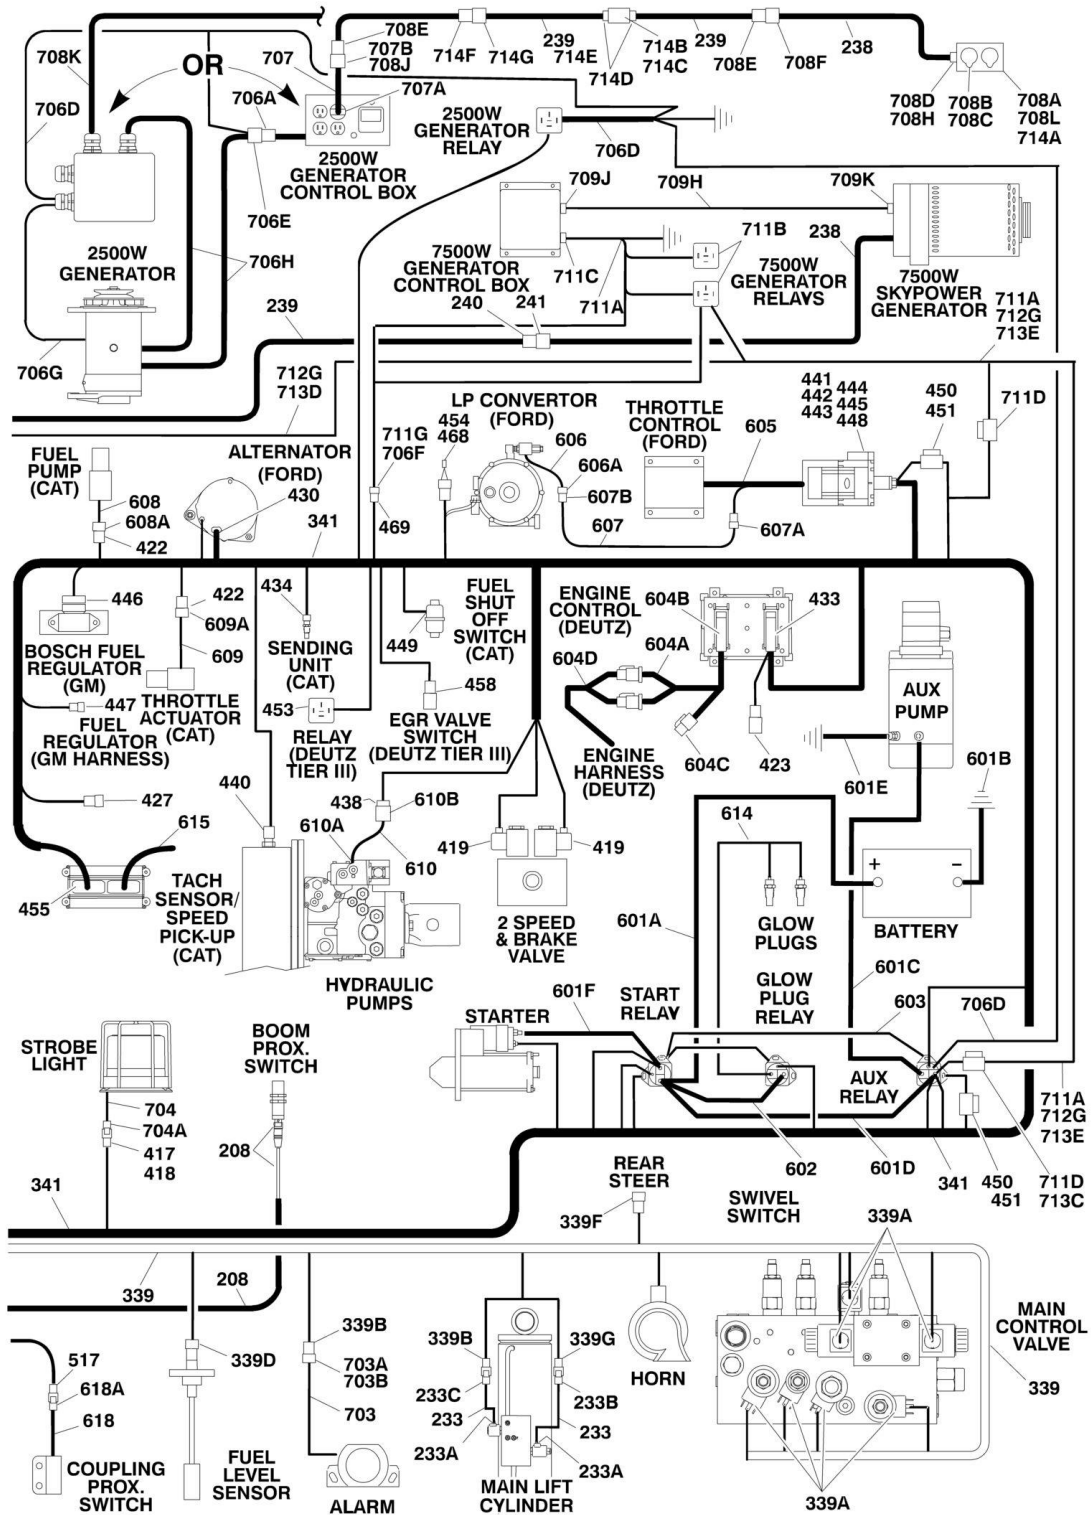 708E
707B
708J
714F
714G
239
714E
714D
714B
714C
239
708E
708F
238
708K
OR
707
707A
706D
706A
2500W
GENERATOR
RELAY
706D
708D
708H
708B
708C
708A
708L
714A
2500W
GENERATOR
CONTROL BOX
706E
709J
709H
709K
2500W
GENERATOR
706H
7500W
GENERATOR
CONTROL BOX
711C
711A
711B
238
7500W
GENERATOR
RELAYS
7500W
SKYPOWER
GENERATOR
711A
712G
713E
239
240
241
706G
712G
713D
LP CONVERTOR
(FORD)
THROTTLE
CONTROL
(FORD)
605
441
442
443
444
445
448
450
451
711D
FUEL
PUMP
(CAT)
ALTERNATOR
(FORD)
430
711G
706F
454
468
606
606A
607B
608
608A
422
341
469
607
607A
446
422
609A
434
449
FUEL
SHUT
OFF
SWITCH
(CAT)
ENGINE
CONTROL
(DEUTZ)
604B
433
604A
604D
BOSCH FUEL
REGULATOR
(GM)
609
SENDING
UNIT
(CAT)
458
AUX
PUMP
447
THROTTLE
ACTUATOR
(CAT)
453
FUEL
REGULATOR
(GM HARNESS)
RELAY
(DEUTZ
TIER III)
EGR VALVE
SWITCH
(DEUTZ TIER III)
ENGINE
HARNESS
(DEUTZ)
604C
423
601E
601B
427
440
438
610B
614
615
610A
610
419
419
+
–
455
TACH
SENSOR/
SPEED
PICK-UP
(CAT)
2 SPEED
& BRAKE
VALVE
601A
GLOW
PLUGS
BATTERY
HYDRAULIC
PUMPS
601F
START
RELAY
GLOW
PLUG
RELAY
601C
603
706D
STROBE
LIGHT
BOOM
PROX.
SWITCH
STARTER
AUX
RELAY
704
704A
417
418
208
711A
712G
713E
602
601D
341
450
451
711D
713C
341
REAR
STEER
339F
SWIVEL
SWITCH
339A
339
208
MAIN
CONTROL
VALVE
339B
339B
339G
517
618A
618
339D
703A
703B
703
233C
233
233A
233B
233
233A
HORN
339
COUPLING
PROX.
SWITCH
FUEL
LEVEL
SENSOR
ALARM
MAIN LIFT
CYLINDER
339A